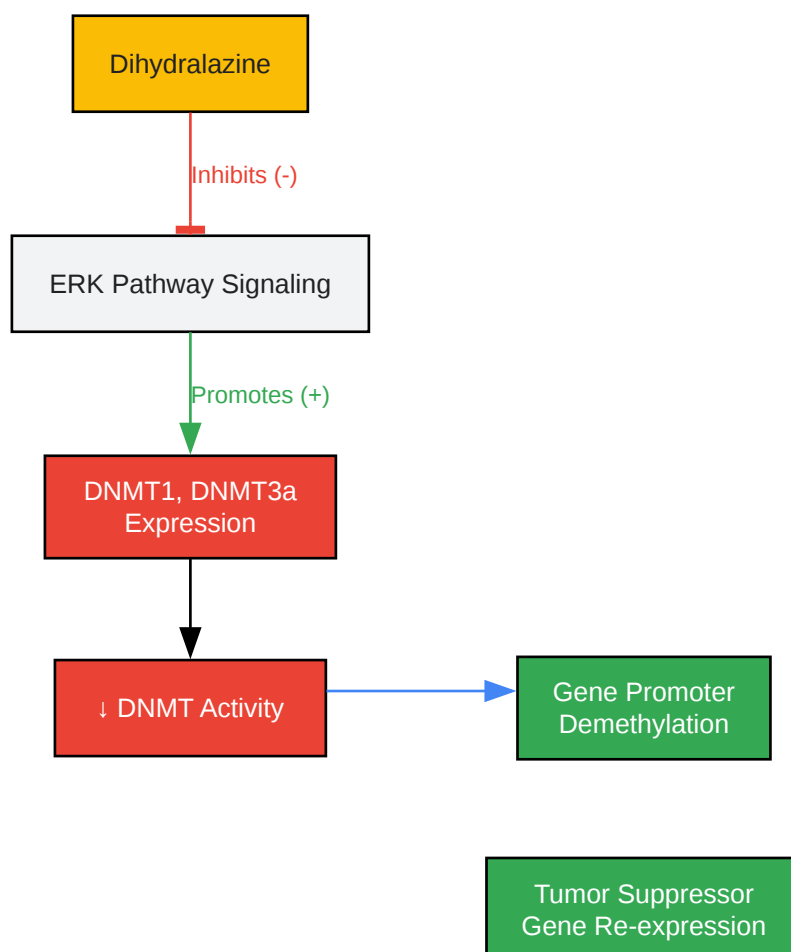 Dihydralazine
Inhibits (-)
ERK Pathway Signaling
Promotes (+)
DNMT1, DNMT3a
Expression
↓ DNMT Activity
Gene Promoter
Demethylation
Tumor Suppressor
Gene Re-expression